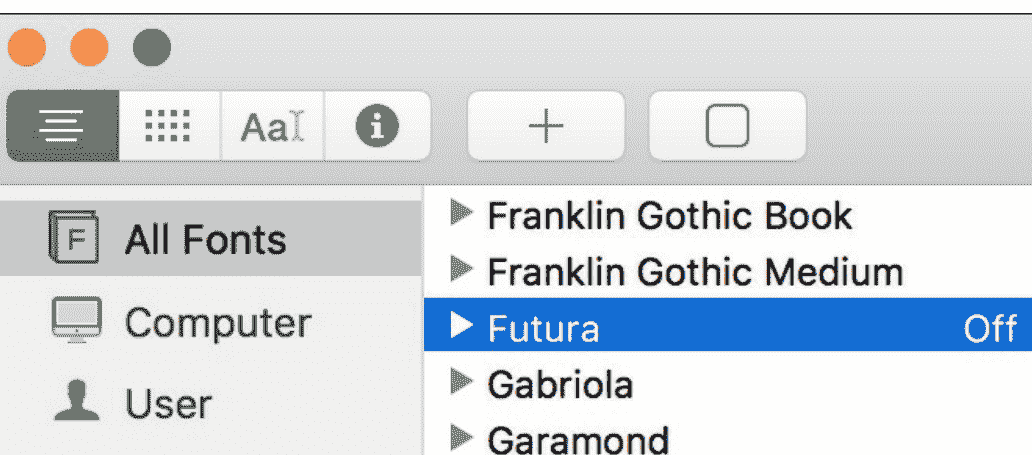 Aa
F All Fonts
Computer
User
Franklin Gothic Book
Franklin Gothic Medium
Futura Off
Gabriola
Garamond